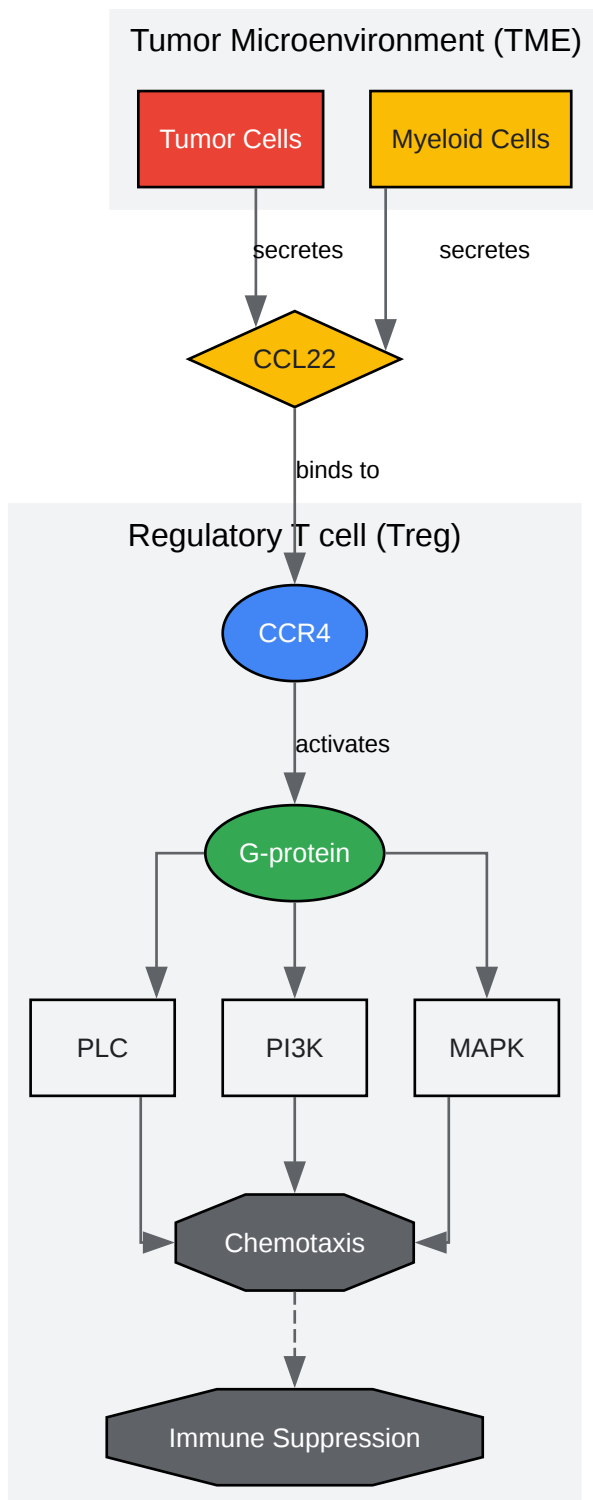 Tumor Microenvironment (TME)
Tumor Cells
Myeloid Cells
secretes
secretes
CCL22
binds to
Regulatory T cell (Treg)
CCR4
activates
G-protein
PLC
PI3K
MAPK
Chemotaxis
Immune Suppression